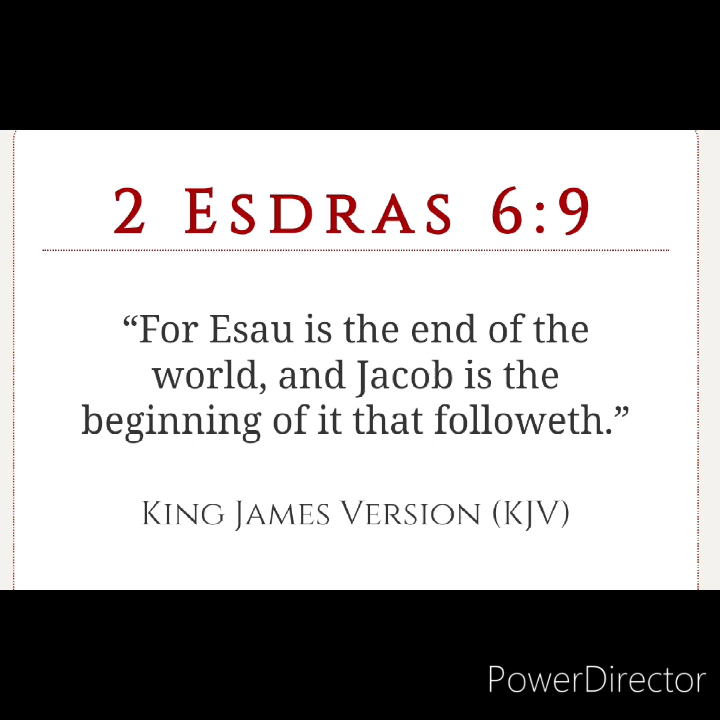 2 ESDRAS 6:9
“For Esau is the end of the
world, and Jacob is the
beginning of it that followeth.”
KING JAMES VERSION (KJV)
PowerDirector